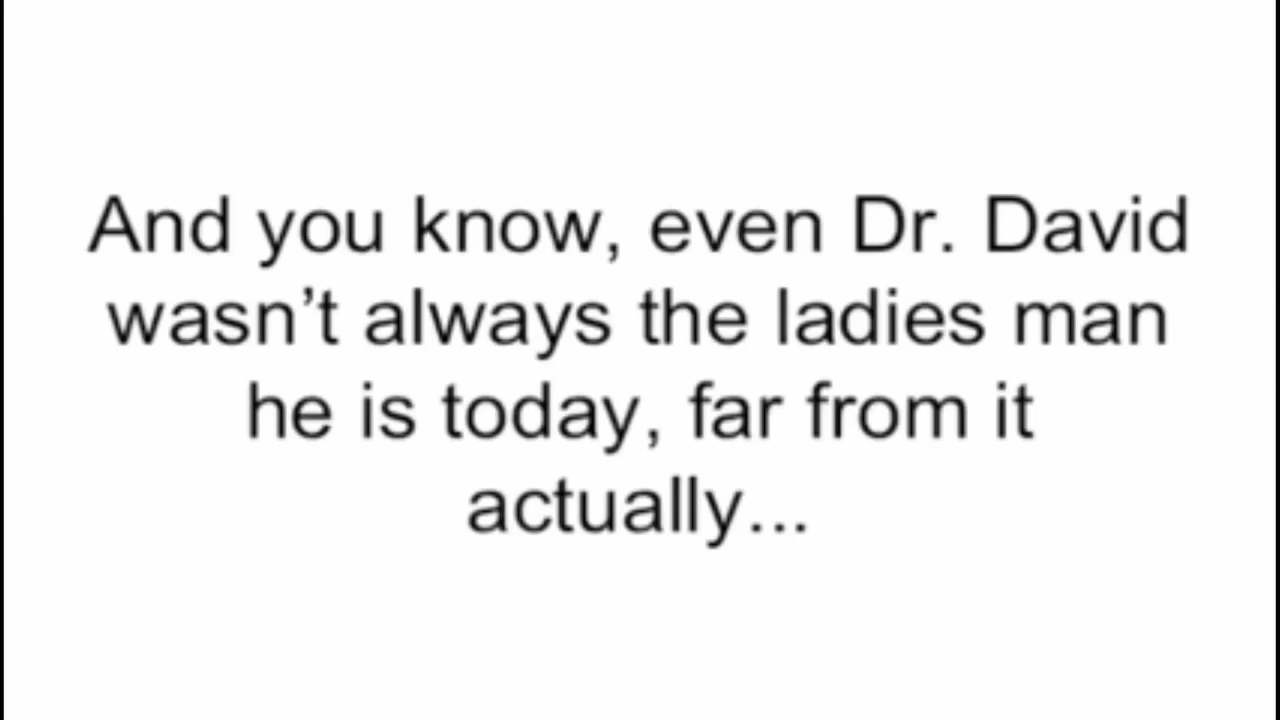 And you know, even Dr. David
wasn’t always the ladies man
he is today, far from it
actually...